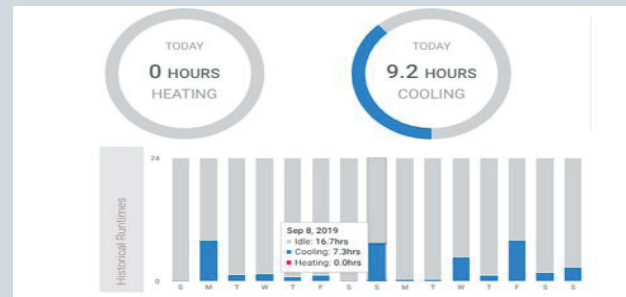 TODAY
0 HOURS
HEATING
TODAY
9.2 HOURS
COOLING
Historical Runtimes
24
0
Sep 8, 2019
Idle: 16.7hrs
Cooling: 7.3hrs
Heating: 0.0hrs
S M T W T F S S M T W T F S S